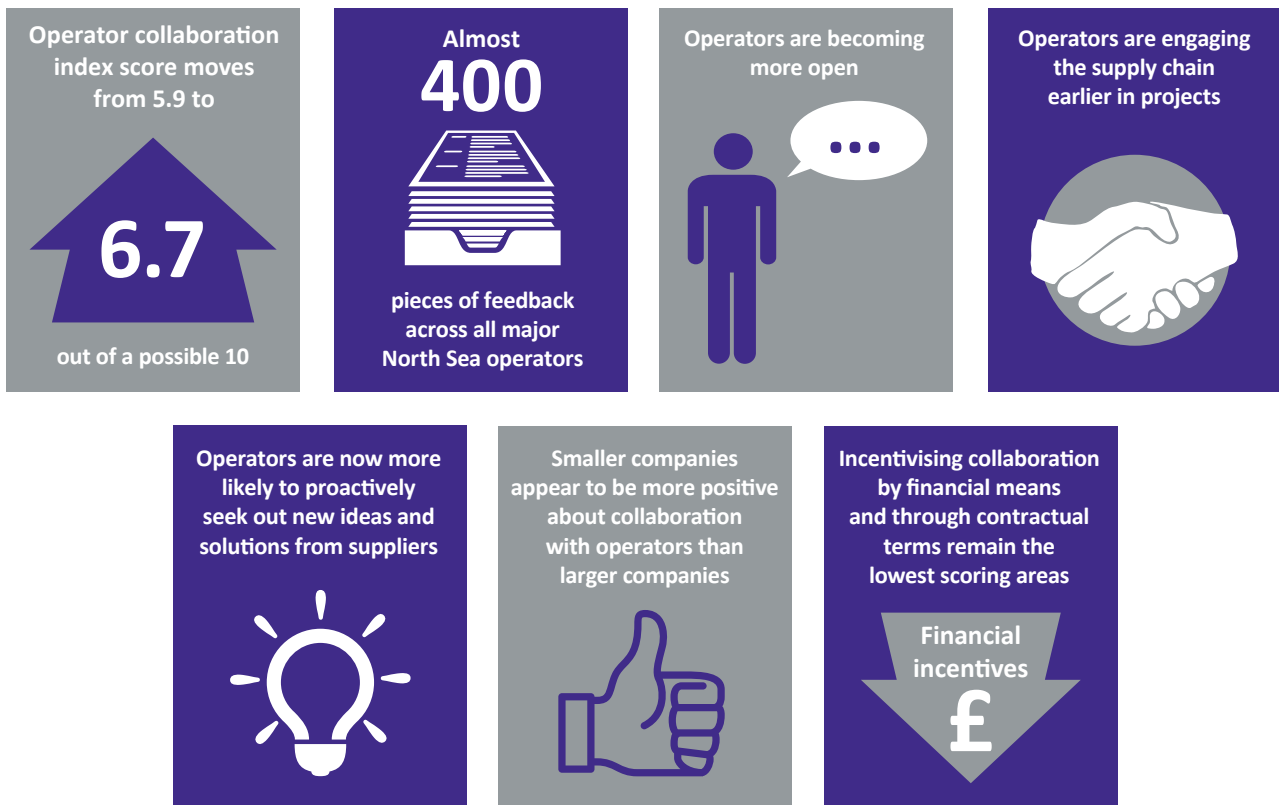 Operator collaboration
index score moves
from 5.9 to
6.7
out of a possible 10
Almost
400
pieces of feedback
across all major
North Sea operators
Operators are becoming
more open
...
Operators are engaging
the supply chain
earlier in projects
Operators are now more
likely to proactively
seek out new ideas and
solutions from suppliers
Smaller companies
appear to be more positive
about collaboration
with operators than
larger companies
Incentivising collaboration
by financial means
and through contractual
terms remain the
lowest scoring areas
Financial
incentives
£